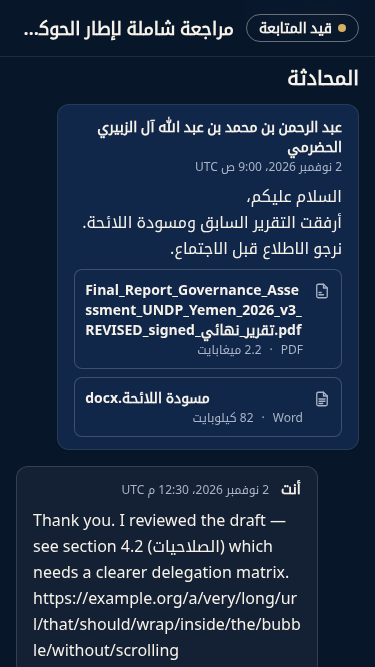 قيد المتابعة
مراجعة شاملة لإطار الحوك...
المحادثة
عبد الرحمن بن محمد بن عبد الله آل الزبيري
الحضرمي
2 نوفمبر 2026، 9:00 ص UTC
السلام عليكم،
أرفقت التقرير السابق ومسودة اللائحة.
نرجو الاطلاع قبل الاجتماع.
Final_Report_Governance_Asse
ssment_UNDP_Yemen_2026_v3_
REVISED_signed_تقرير_نهائي.pdf
PDF · 2.2 ميغابايت
مسودة اللائحة.docx
Word · 82 كيلوبايت
أنت 2 نوفمبر 2026، 12:30 م UTC
Thank you. I reviewed the draft —
see section 4.2 (الصلاحيات) which
needs a clearer delegation matrix.
https://example.org/a/very/long/ur
l/that/should/wrap/inside/the/bubb
le/without/scrolling